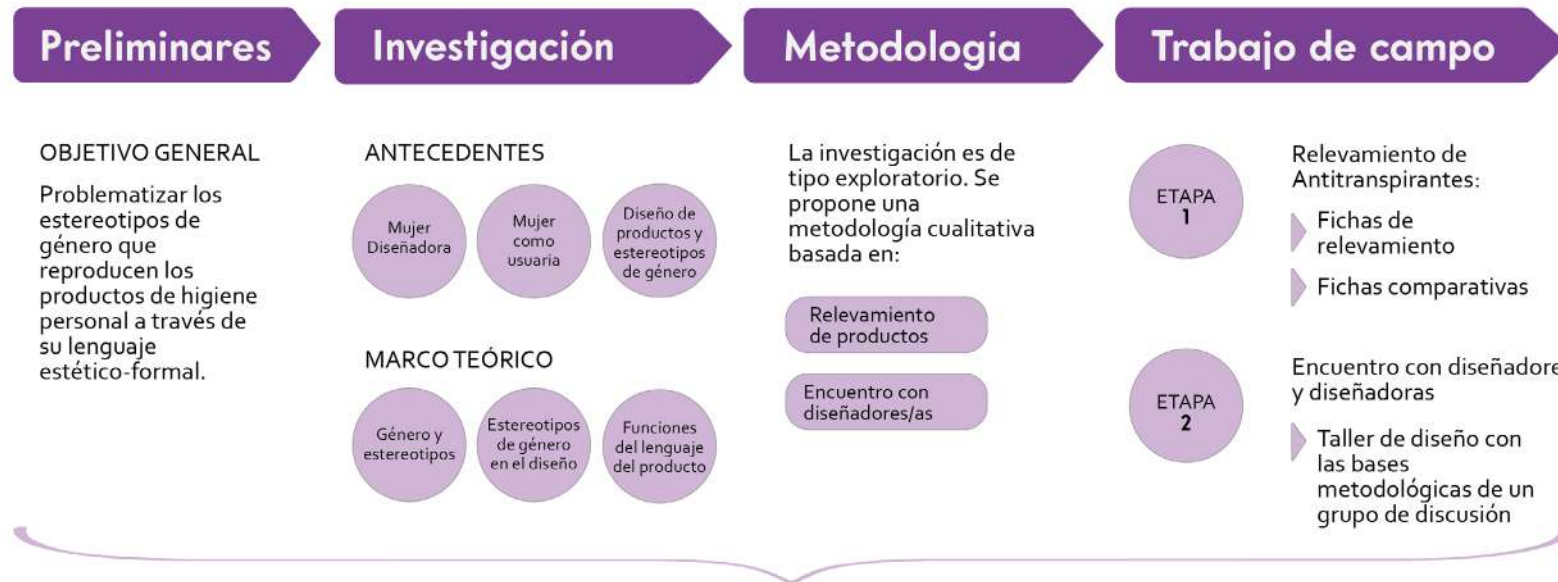 Preliminares
OBJETIVO GENERAL
Problematizar los
estereotipos de
género que
reproducen los
productos de higiene
personal a través de
su lenguaje
estético-formal.
Investigación
ANTECEDENTES
Mujer
Diseñadora
Mujer
como
usuaria
Diseño de
productos y
estereotipos
de género
MARCO TEÓRICO
Género y
estereotipos
Estereotipos
de género
en el diseño
Funciones
del lenguaje
del producto
Metodología
La investigación es de
tipo exploratorio. Se
propone una
metodología cualitativa
basada en:
Relevamiento
de productos
Encuentro con
diseñadores/as
Trabajo de campo
ETAPA
1
Relevamiento de
Antitranspirantes:
Fichas de
relevamiento
Fichas comparativas
ETAPA
2
Encuentro con diseñadore
y diseñadoras
Taller de diseño con
las bases
metodológicas de un
grupo de discusión